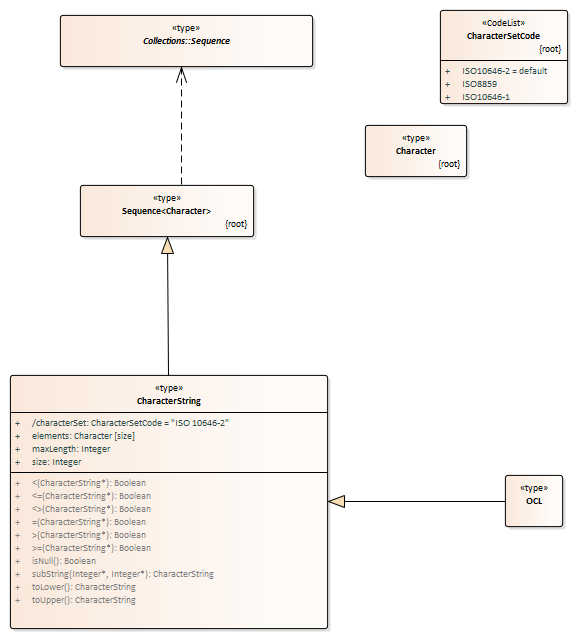 «type»
Collections::Sequence
«CodeList»
CharacterSetCode
{root}
+ ISO10646-2 = default
+ ISO8859
+ ISO10646-1
«type»
Character
{root}
«type»
Sequence<Character>
{root}
«type»
CharacterString
+ /characterSet: CharacterSetCode = "ISO 10646-2"
+ elements: Character [size]
+ maxLength: Integer
+ size: Integer
+ <(CharacterString*): Boolean
+ <=(CharacterString*): Boolean
+ <>(CharacterString*): Boolean
+ =(CharacterString*): Boolean
+ >(CharacterString*): Boolean
+ >=(CharacterString*): Boolean
+ isNull(): Boolean
+ subString(Integer*, Integer*): CharacterString
+ toLower(): CharacterString
+ toUpper(): CharacterString
«type»
OCL